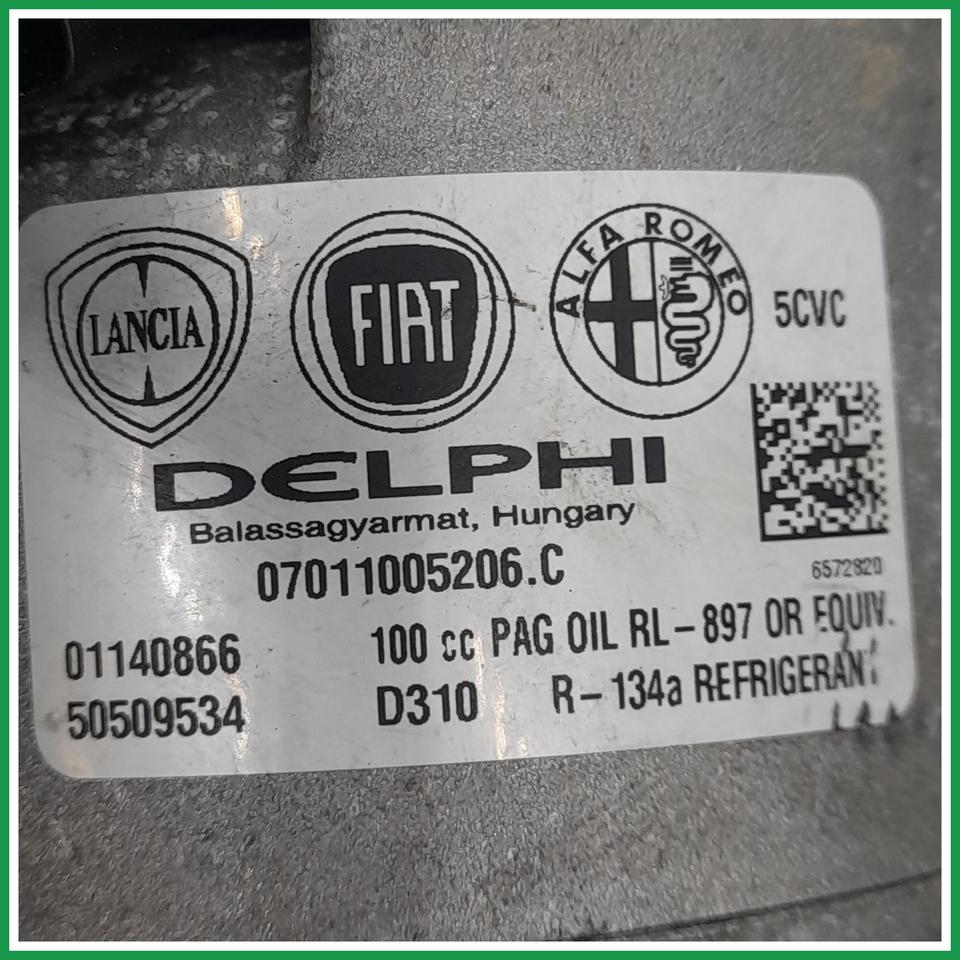 LANCIA
FIAT
ALFA ROMEO
5CVC
DELPHI
Balassagyarmat, Hungary
07011005206.C
6572820
01140866
100 cc PAG OIL RL-897 OR EQUIV.
50509534
D310
R-134a REFRIGERANT